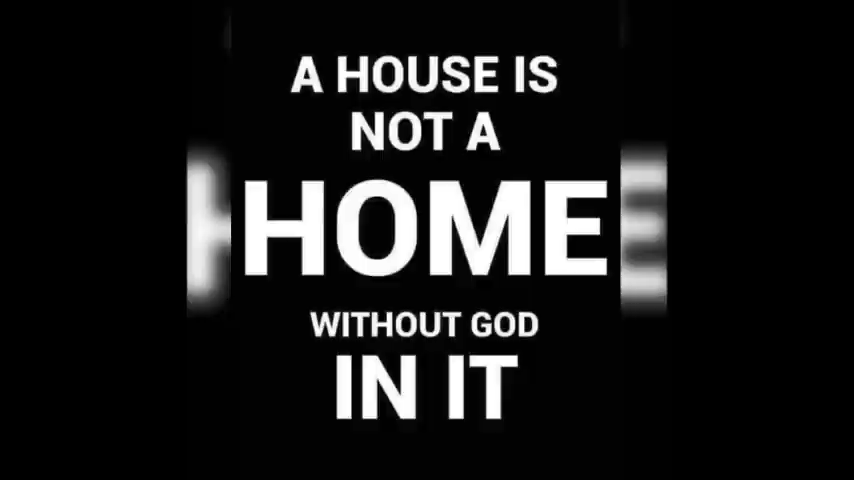 A HOUSE IS
NOT A
HOME
WITHOUT GOD
IN IT